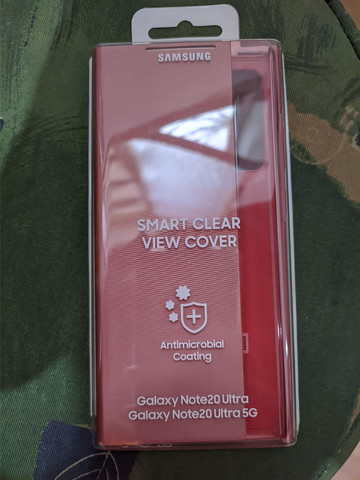 SAMSUNG
SMART CLEAR
VIEW COVER
Antimicrobial
Coating
Galaxy Note20 Ultra
Galaxy Note20 Ultra 5G